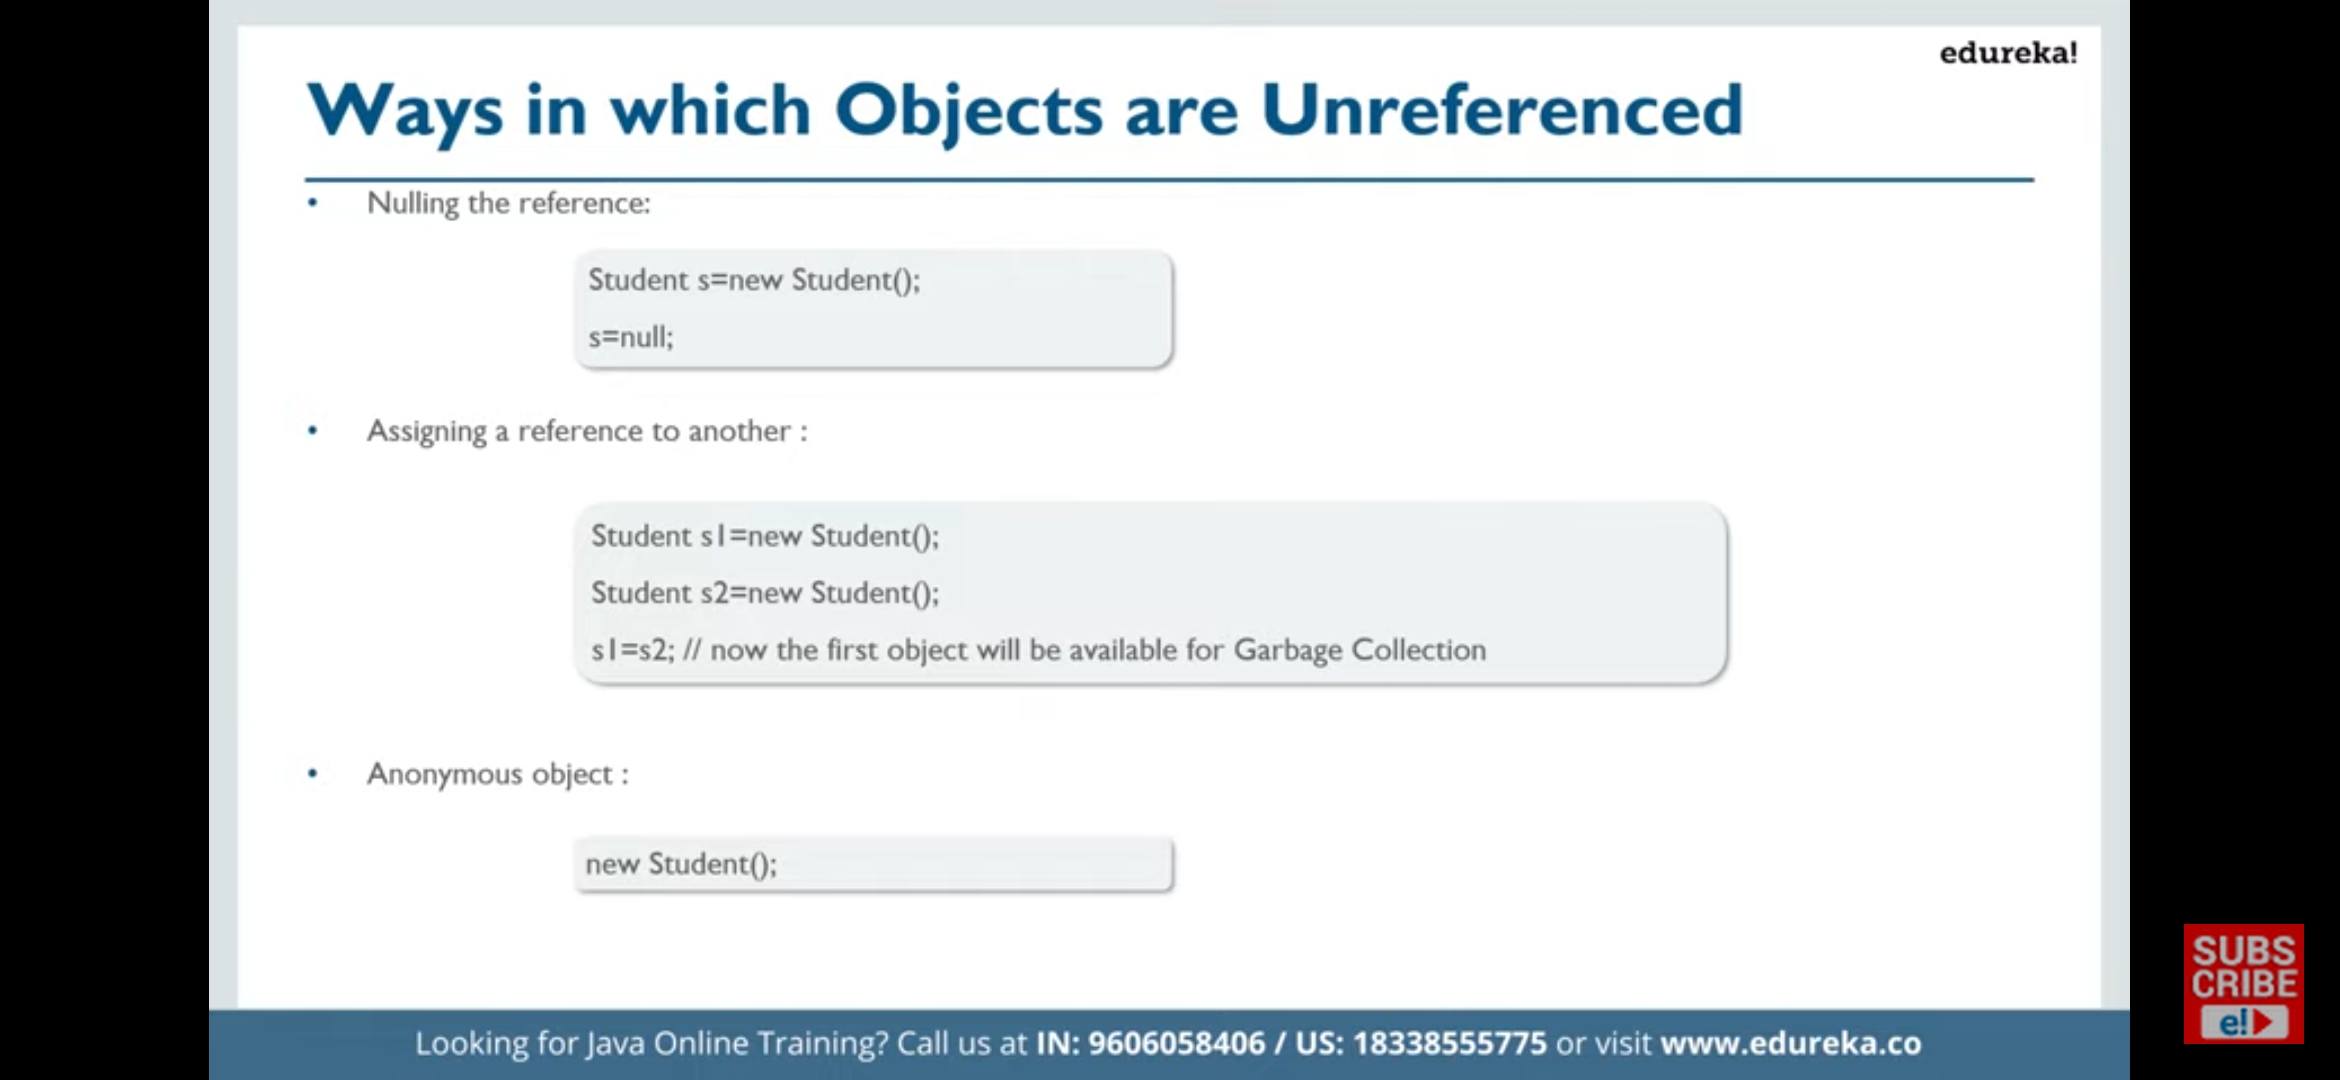 edureka!
Ways in which Objects are Unreferenced
• Nulling the reference:
Student s=new Student();
s=null;
• Assigning a reference to another :
Student s1=new Student();
Student s2=new Student();
s1=s2; // now the first object will be available for Garbage Collection
• Anonymous object :
new Student();
SUBS
CRIBE
e!
Looking for Java Online Training? Call us at IN: 9606058406 / US: 18338555775 or visit www.edureka.co